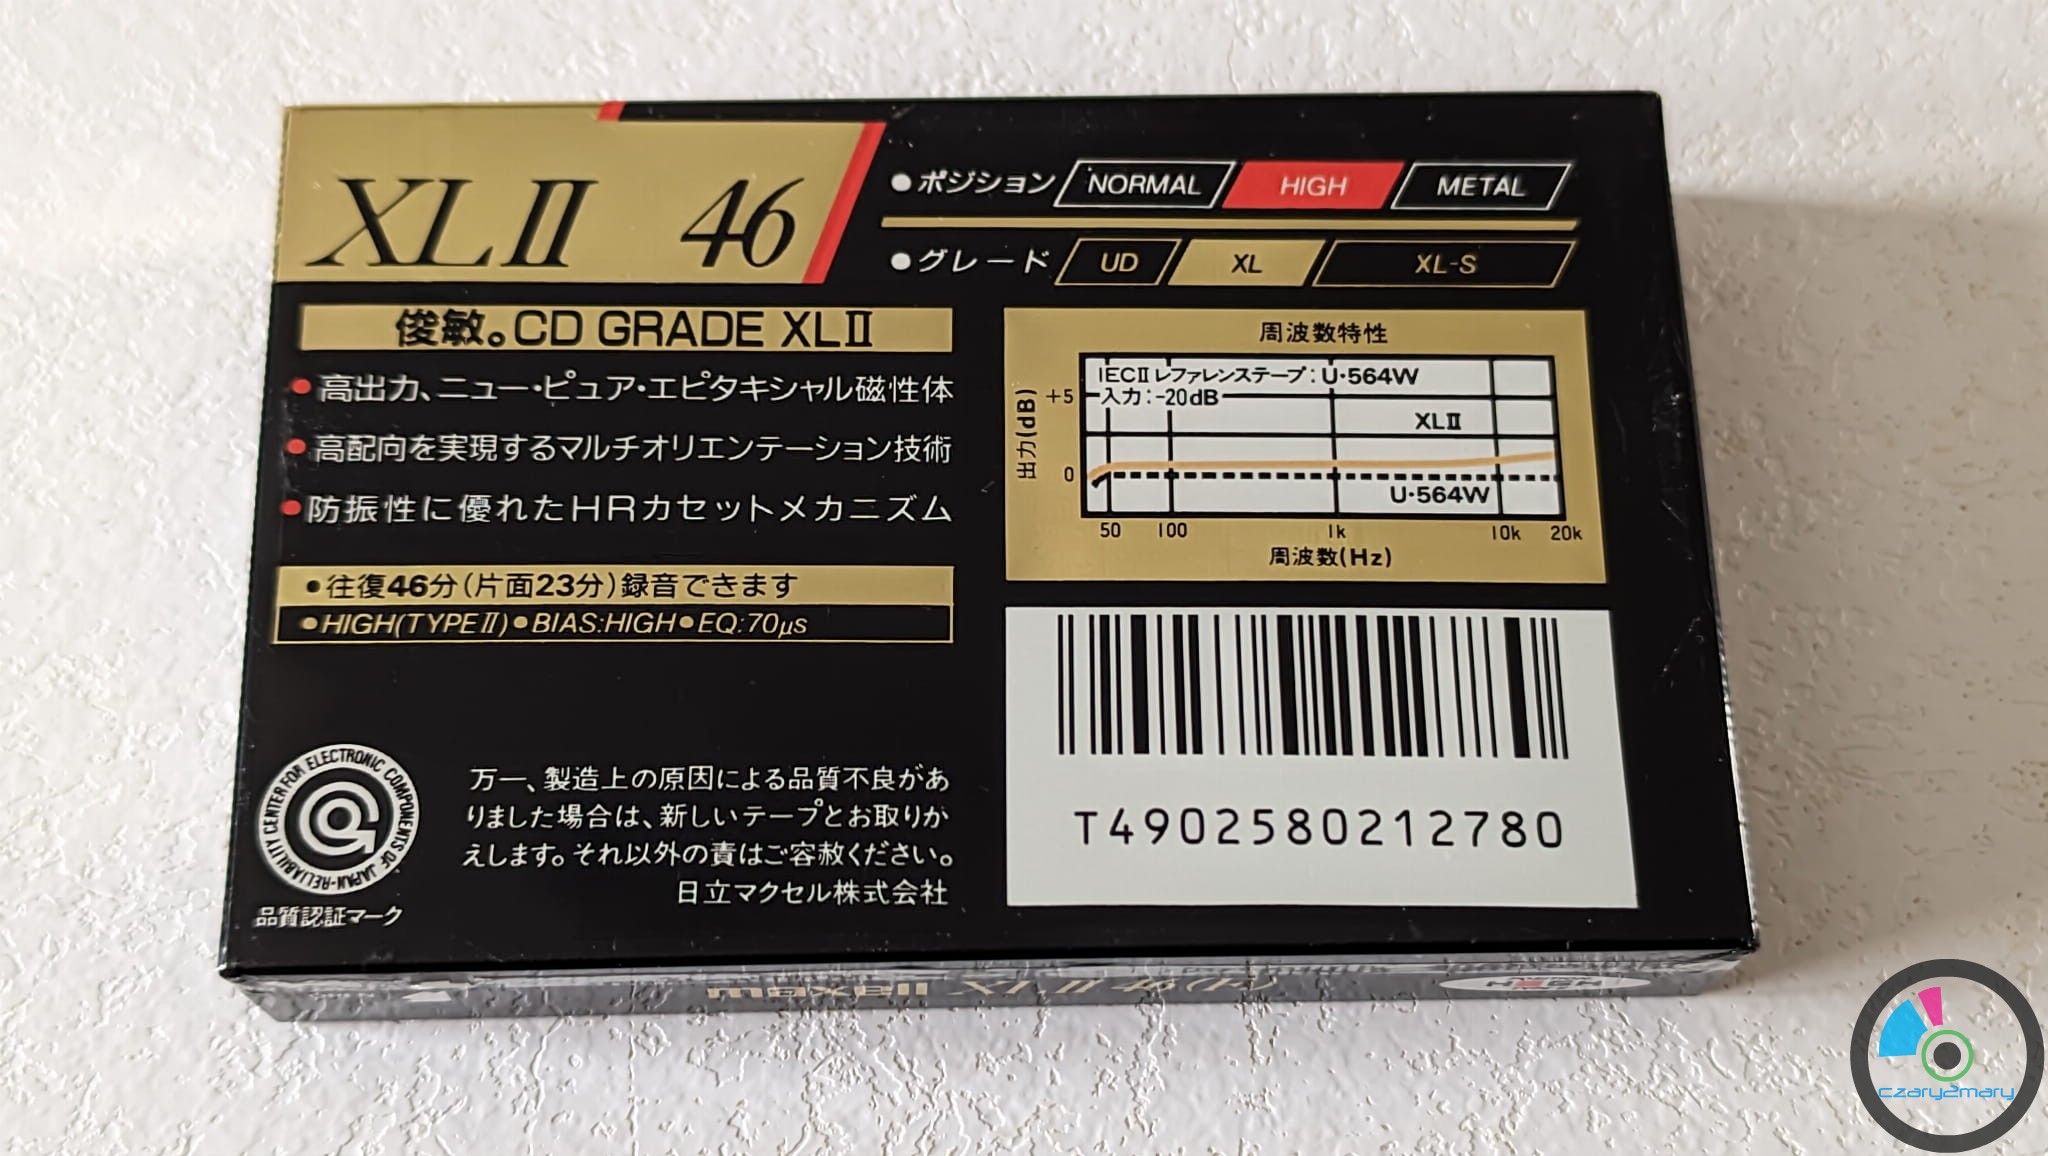 XLⅡ 46
●ポジション NORMAL HIGH METAL
●グレード UD XL XL-S
俊敏。CD GRADE XLⅡ
●高出力、ニュー・ピュア・エピタキシャル磁性体
●高配向を実現するマルチオリエンテーション技術
●防振性に優れたHRカセットメカニズム
●往復46分(片面23分)録音できます
●HIGH(TYPEⅡ)●BIAS:HIGH●EQ:70μs
周波数特性
IECⅡレファレンステープ:U・564W
入力:-20dB
XLⅡ
U・564W
出力(dB)
+5
0
50 100 1k 10k 20k
周波数(Hz)
T4902580212780
RELIABILITY CENTER FOR ELECTRONIC COMPONENTS OF JAPAN
品質認証マーク
万一、製造上の原因による品質不良があ
りました場合は、新しいテープとお取りか
えします。それ以外の責はご容赦ください。
日立マクセル株式会社
maxell XLⅡ 46
HIGH
czary2mary